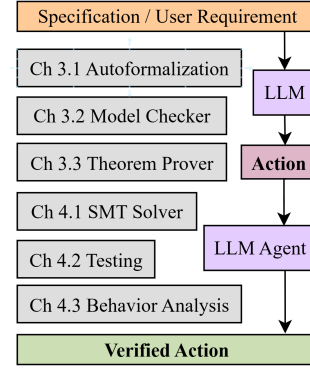 Specification / User Requirement
Ch 3.1 Autoformalization
LLM
Ch 3.2 Model Checker
Ch 3.3 Theorem Prover
Action
Ch 4.1 SMT Solver
LLM Agent
Ch 4.2 Testing
Ch 4.3 Behavior Analysis
Verified Action